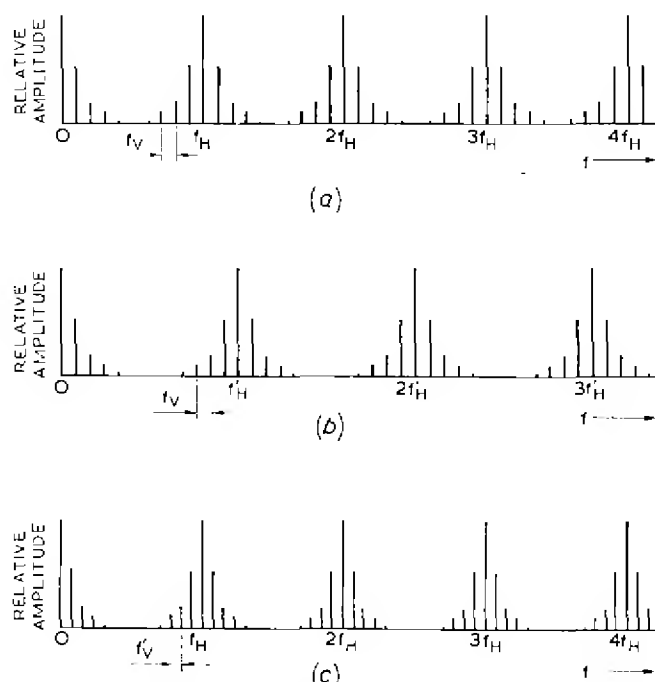 RELATIVE
AMPLITUDE
O
fV
fH
2fH
3fH
4fH
f
(a)
RELATIVE
AMPLITUDE
O
fV
f'H
2f'H
3f'H
f
(b)
RELATIVE
AMPLITUDE
O
f'V
fH
2fH
3fH
4fH
f
(c)